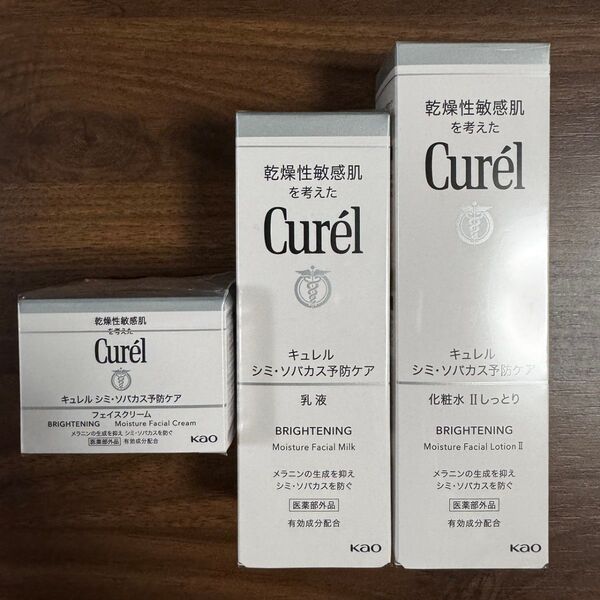 乾燥性敏感肌
を考えた
Curél
キュレル シミ・ソバカス予防ケア
フェイスクリーム
BRIGHTENING Moisture Facial Cream
メラニンの生成を抑え シミ・ソバカスを防ぐ
医薬部外品 有効成分配合
Kao
乾燥性敏感肌
を考えた
Curél
キュレル
シミ・ソバカス予防ケア
乳液
BRIGHTENING
Moisture Facial Milk
メラニンの生成を抑え
シミ・ソバカスを防ぐ
医薬部外品
有効成分配合
Kao
乾燥性敏感肌
を考えた
Curél
キュレル
シミ・ソバカス予防ケア
化粧水 II しっとり
BRIGHTENING
Moisture Facial Lotion II
メラニンの生成を抑え
シミ・ソバカスを防ぐ
医薬部外品
有効成分配合
Kao